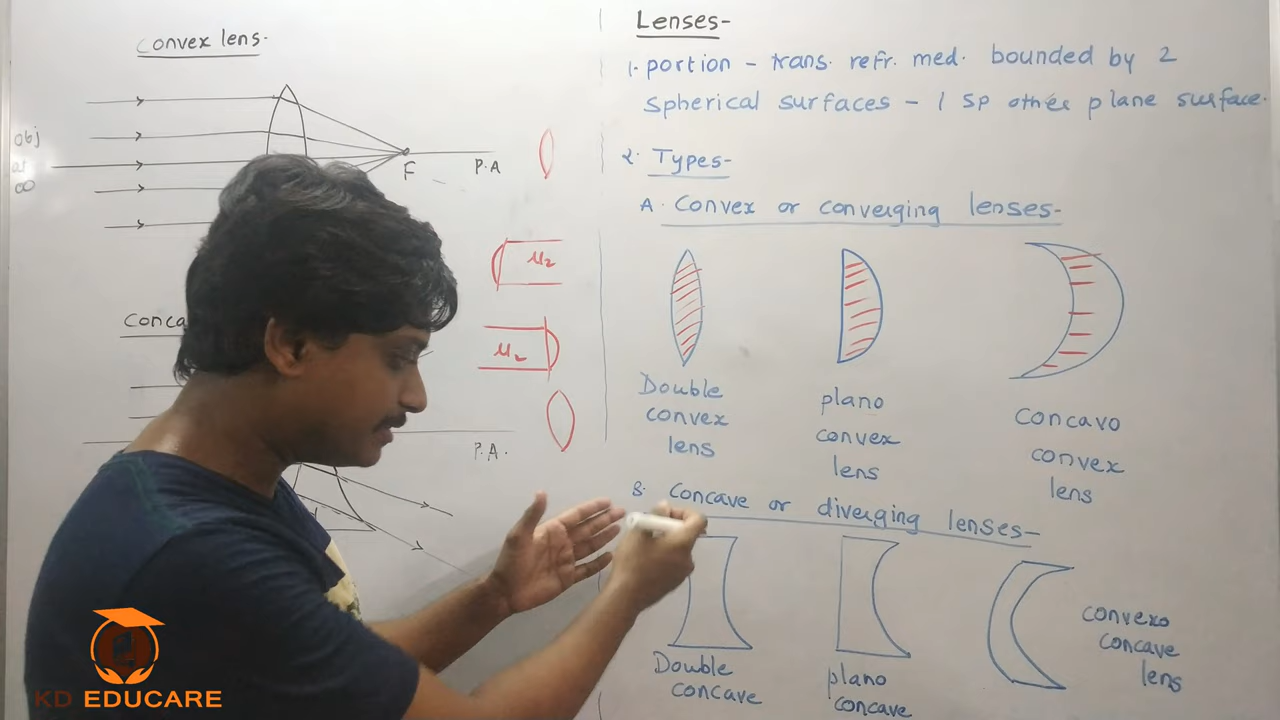 Convex lens.
obj
at
∞
F
P.A
μ₂
μ₂
P.A.
Lenses-
1. portion - trans. refr. med. bounded by 2
spherical surfaces - 1 sp other plane surface.
2. Types-
A. Convex or converging lenses-
Double
convex
lens
plano
convex
lens
concavo
convex
lens
B. Concave or diverging lenses-
Double
concave
plano
concave
convexo
concave
lens
KD EDUCARE